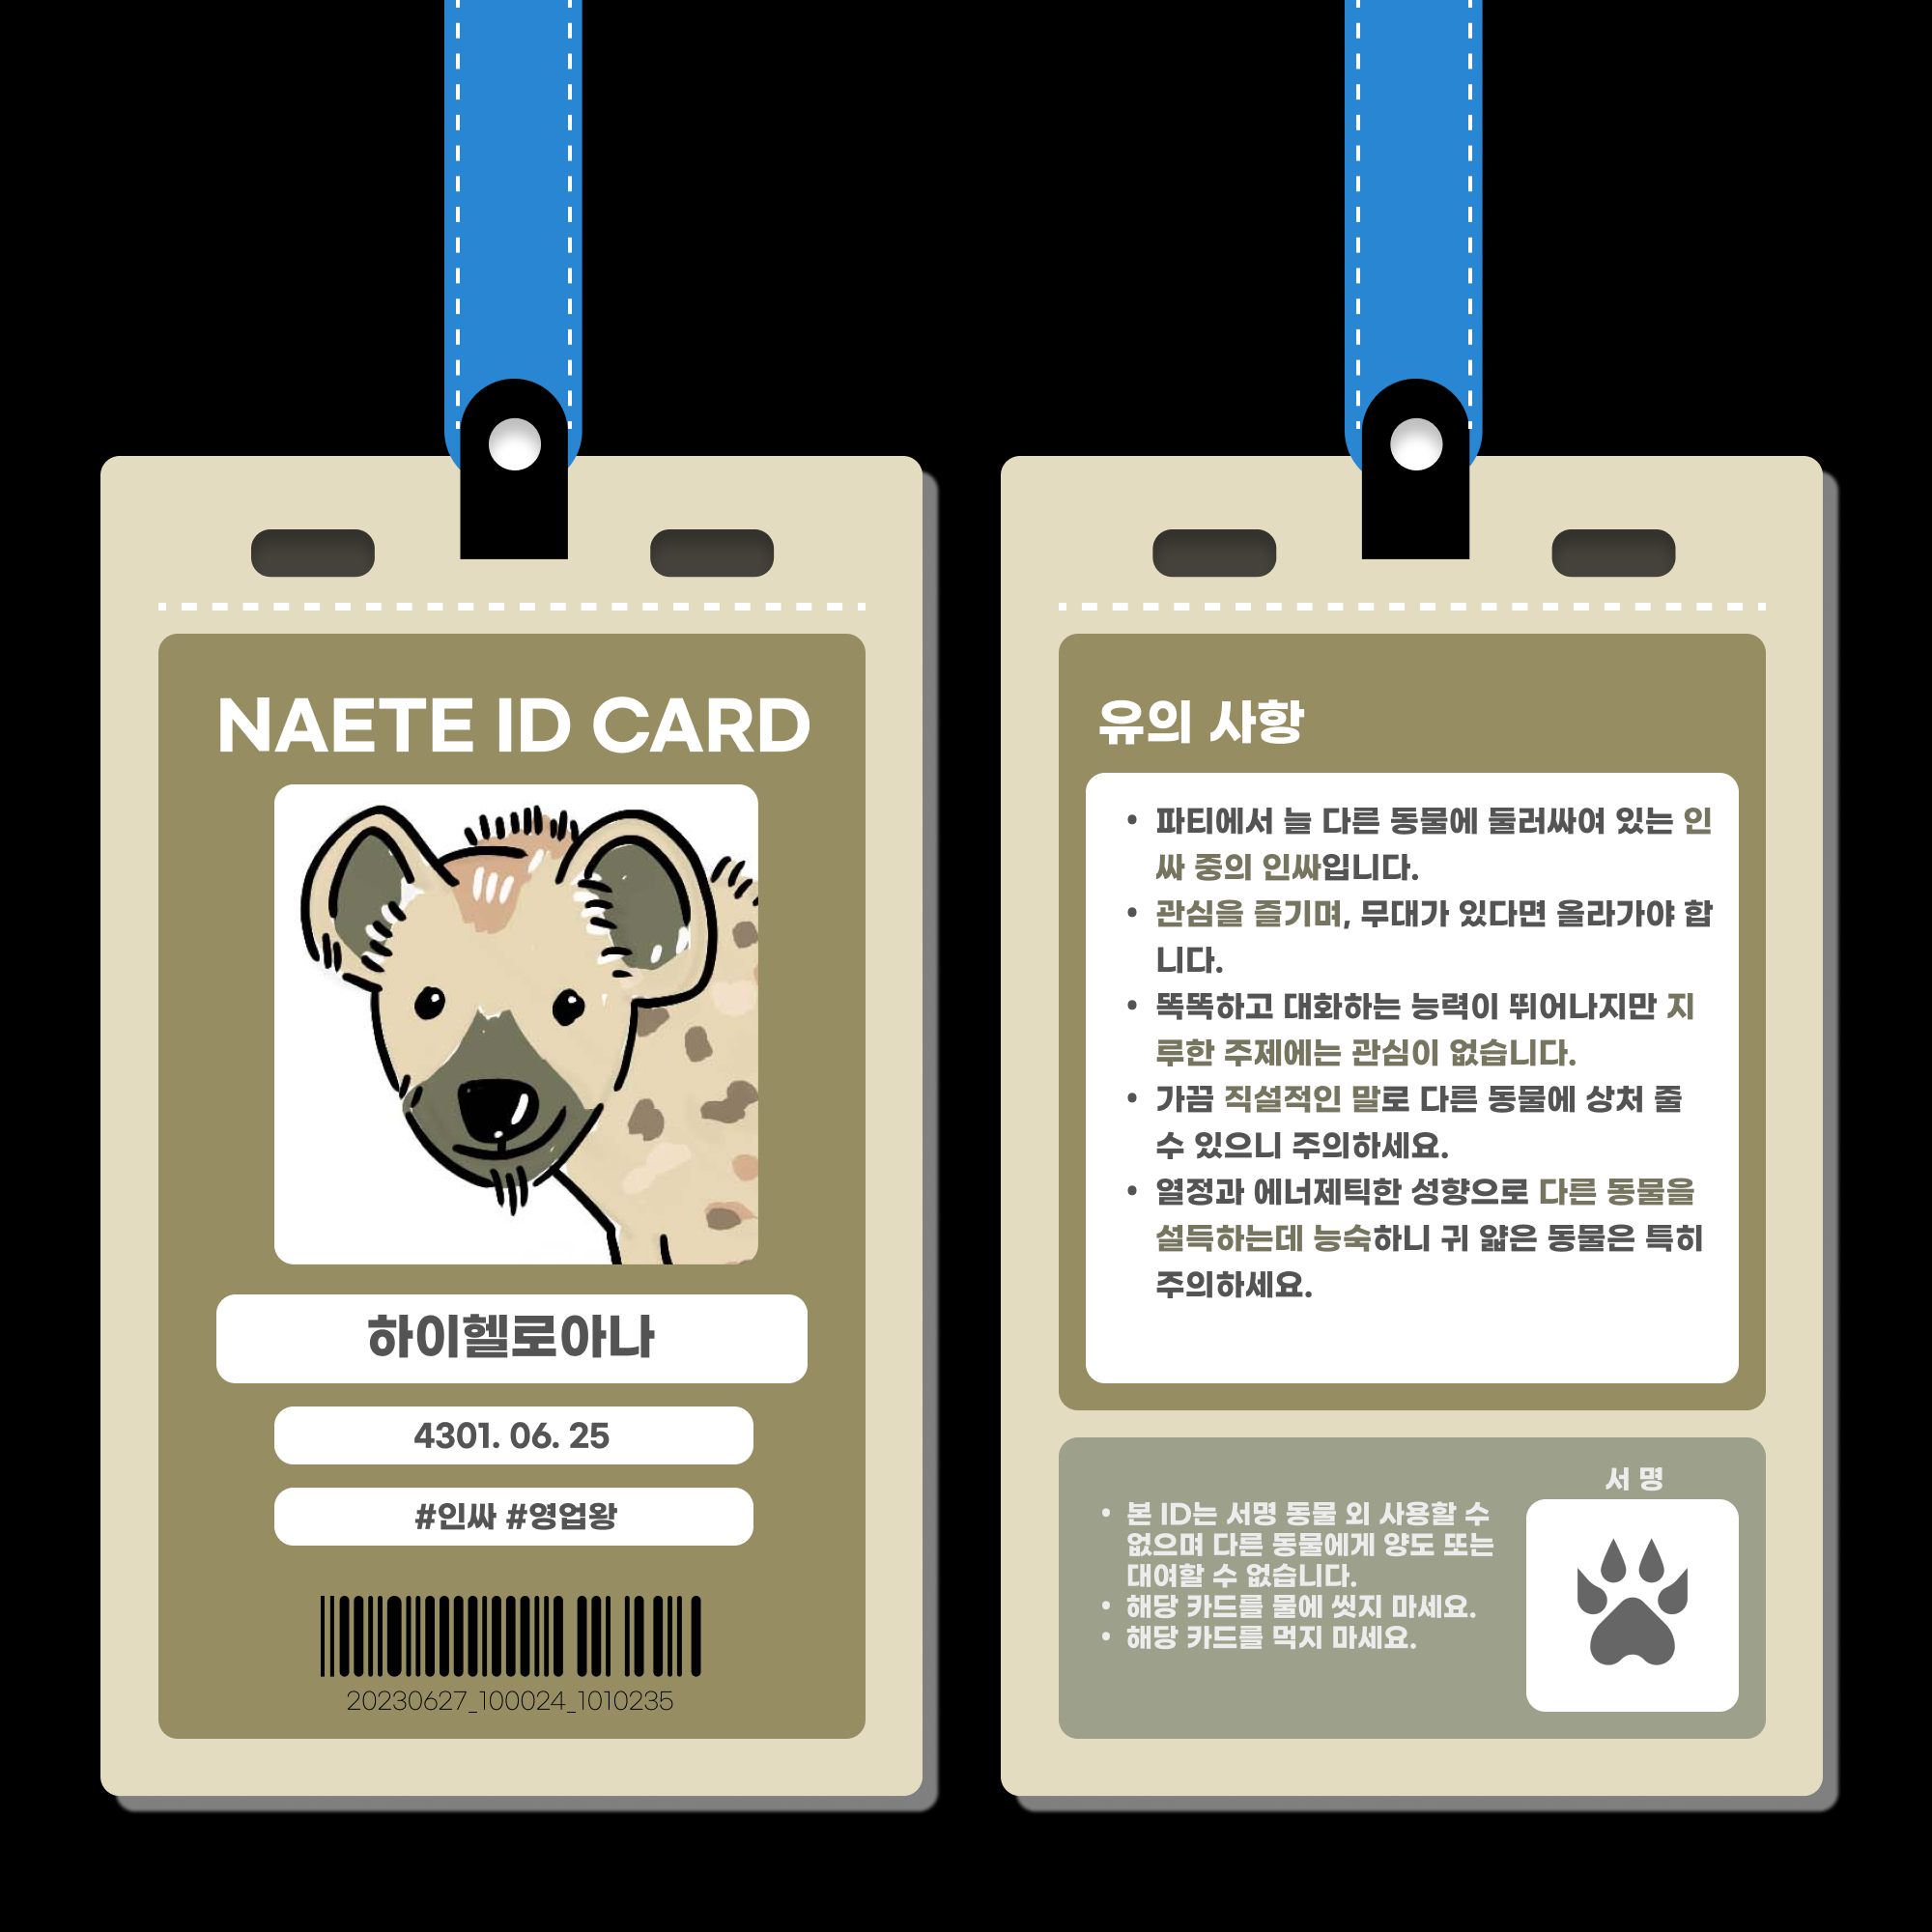 NAETE ID CARD
하이헬로아나
4301. 06. 25
#인싸 #영업왕
20230627_100024_1010235
유의 사항
• 파티에서 늘 다른 동물에 둘러싸여 있는 인
싸 중의 인싸입니다.
• 관심을 즐기며, 무대가 있다면 올라가야 합
니다.
• 똑똑하고 대화하는 능력이 뛰어나지만 지
루한 주제에는 관심이 없습니다.
• 가끔 직설적인 말로 다른 동물에 상처 줄
수 있으니 주의하세요.
• 열정과 에너제틱한 성향으로 다른 동물을
설득하는데 능숙하니 귀 얇은 동물은 특히
주의하세요.
• 본 ID는 서명 동물 외 사용할 수
없으며 다른 동물에게 양도 또는
대여할 수 없습니다.
• 해당 카드를 물에 씻지 마세요.
• 해당 카드를 먹지 마세요.
서 명